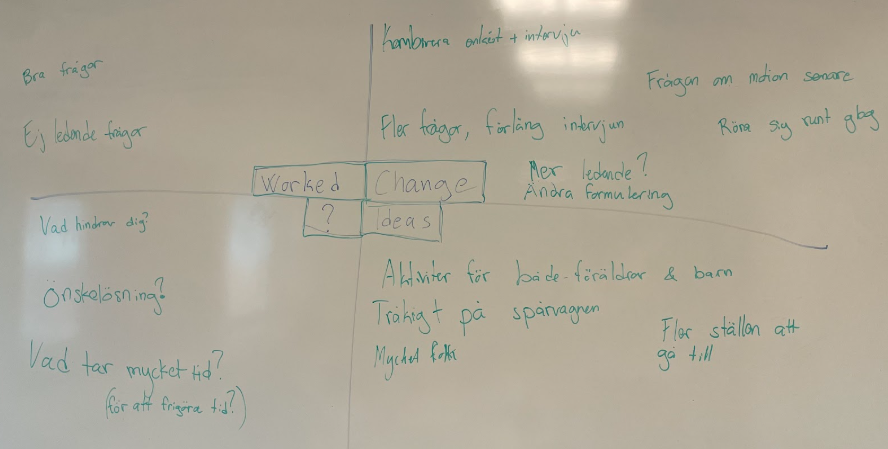 Bra frågor
Ej ledande frågor
Kombinera enkät + intervju
Fler frågor, förläng intervjun
Frågan om motion senare
Röra sig runt gbg
Mer ledande?
Ändra formulering
Worked
Change
?
Ideas
Vad hindrar dig?
Önskelösning?
Vad tar mycket tid?
(för att frigöra tid?)
Aktiviter för både föräldrar & barn
Tråkigt på spårvagnen
Mycket folk
Fler ställen att
gå till